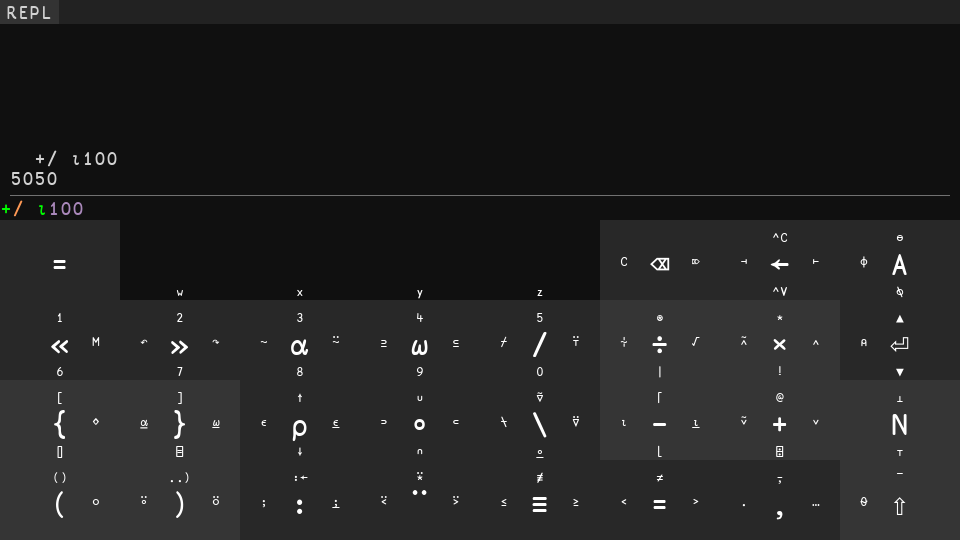 REPL
+/ ⍳100
5050
+/ ⍳100
^C ⊖
= C ⌫ ⌦ ⊣ ← ⊢ ⌽ A
w x y z ^V ⍉
1 2 3 4 5 ⊛ * ▲
« M ↶ » ↷ ~ ⍺ ⍨ ⊇ ⍵ ⊆ ⌿ / ÷ √ × ∧ ⏎
6 7 8 9 0 | ! ▼
[ ] ↑ ∪ ⍢ ⌈ @ ⊥
{ ⋄ ⍶ } ⍹ ∊ ⍴ ⍷ ⊃ ∘ ⊂ ⍀ \ ⍳ - ⍸ + ∨ N
⌷ ⌸ ↓ ∩ ⍛ ⌊ ⊤
() ..) :← ⍣ ≢ ≠ ¯
( ○ ⍤ ) ⍥ ; : < ¨ > ≤ ≡ ≥ < = > . , … ⇧